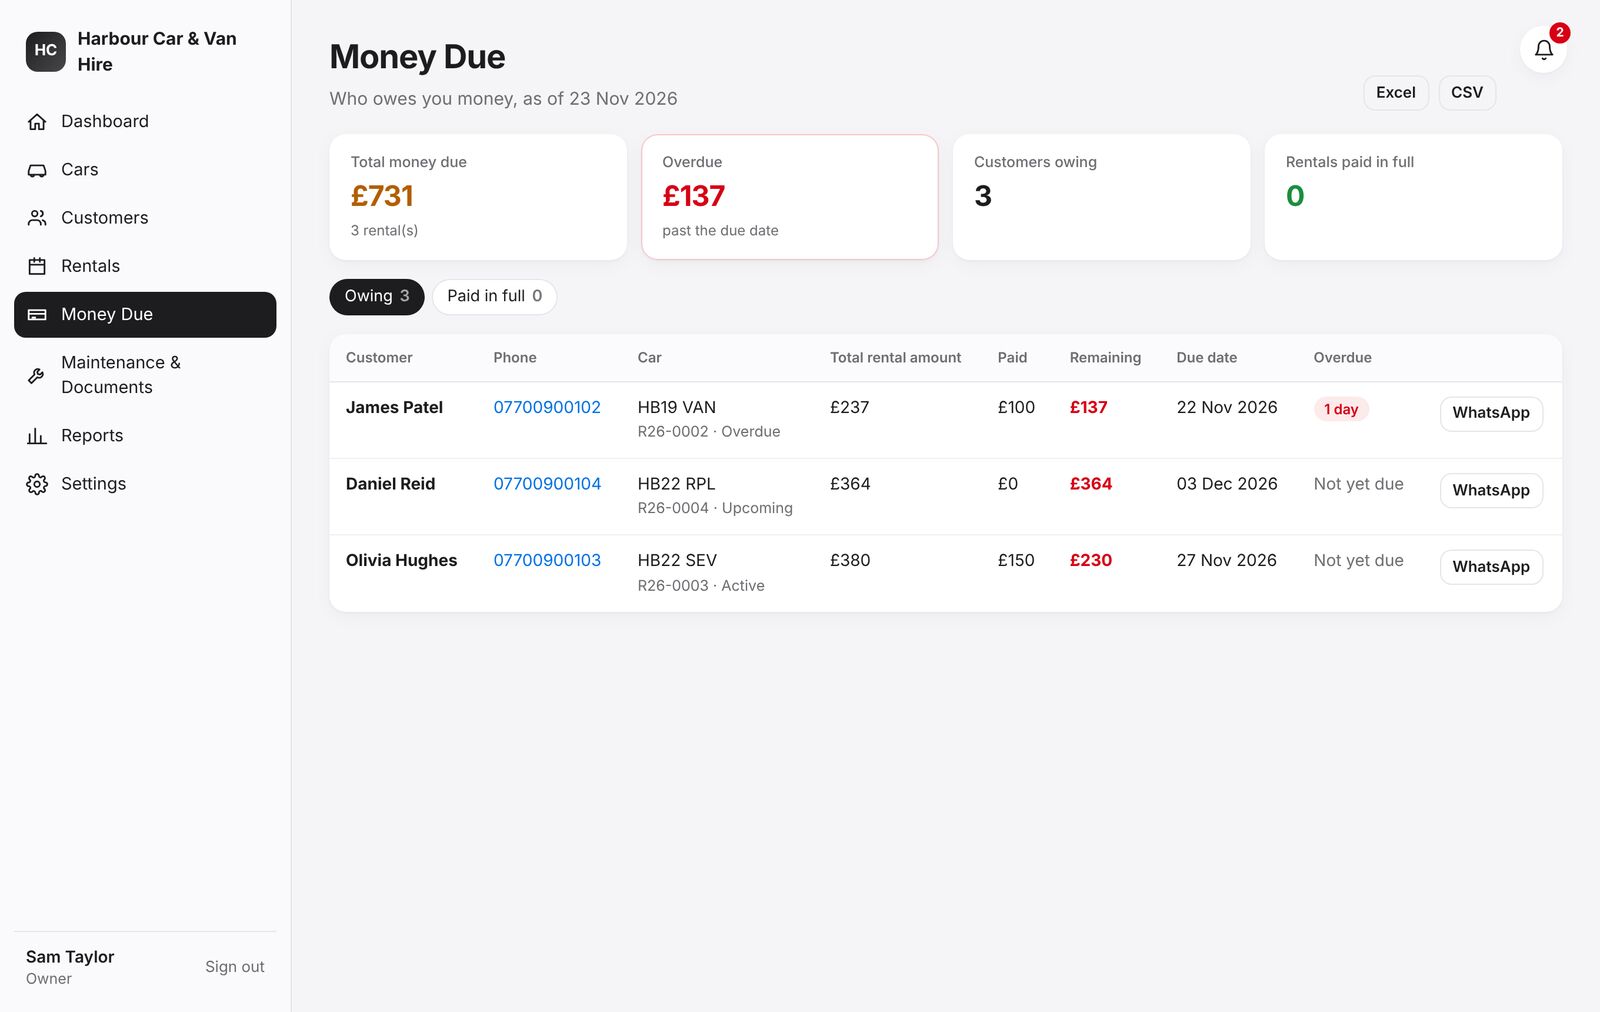 HC
Harbour Car & Van
Hire
Dashboard
Cars
Customers
Rentals
Money Due
Maintenance &
Documents
Reports
Settings
Sam Taylor
Owner
Sign out
Money Due
Who owes you money, as of 23 Nov 2026
2
Excel CSV
Total money due
£731
3 rental(s)
Overdue
£137
past the due date
Customers owing
3
Rentals paid in full
0
Owing 3 Paid in full 0
Customer Phone Car Total rental amount Paid Remaining Due date Overdue
James Patel 07700900102 HB19 VAN £237 £100 £137 22 Nov 2026 1 day WhatsApp
R26-0002 · Overdue
Daniel Reid 07700900104 HB22 RPL £364 £0 £364 03 Dec 2026 Not yet due WhatsApp
R26-0004 · Upcoming
Olivia Hughes 07700900103 HB22 SEV £380 £150 £230 27 Nov 2026 Not yet due WhatsApp
R26-0003 · Active